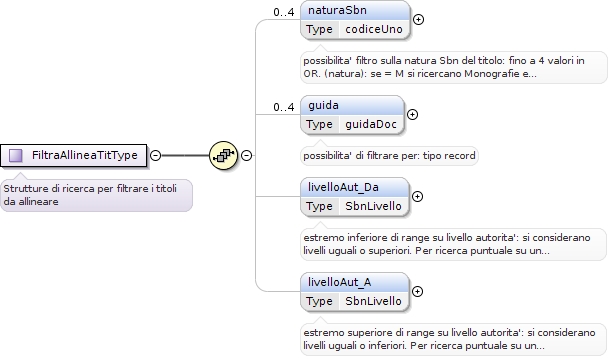 0..4
naturaSbn
Type codiceUno
possibilita' filtro sulla natura Sbn del titolo: fino a 4 valori in
OR. (natura): se = M si ricercano Monografie e...
0..4
guida
Type guidaDoc
possibilita' di filtrare per: tipo record
FiltraAllineaTitType
Strutture di ricerca per filtrare i titoli
da allineare
livelloAut_Da
Type SbnLivello
estremo inferiore di range su livello autorita': si considerano
livelli uguali o superiori. Per ricerca puntuale su un...
livelloAut_A
Type SbnLivello
estremo superiore di range su livello autorita': si considerano
livelli uguali o inferiori. Per ricerca puntuale su un...